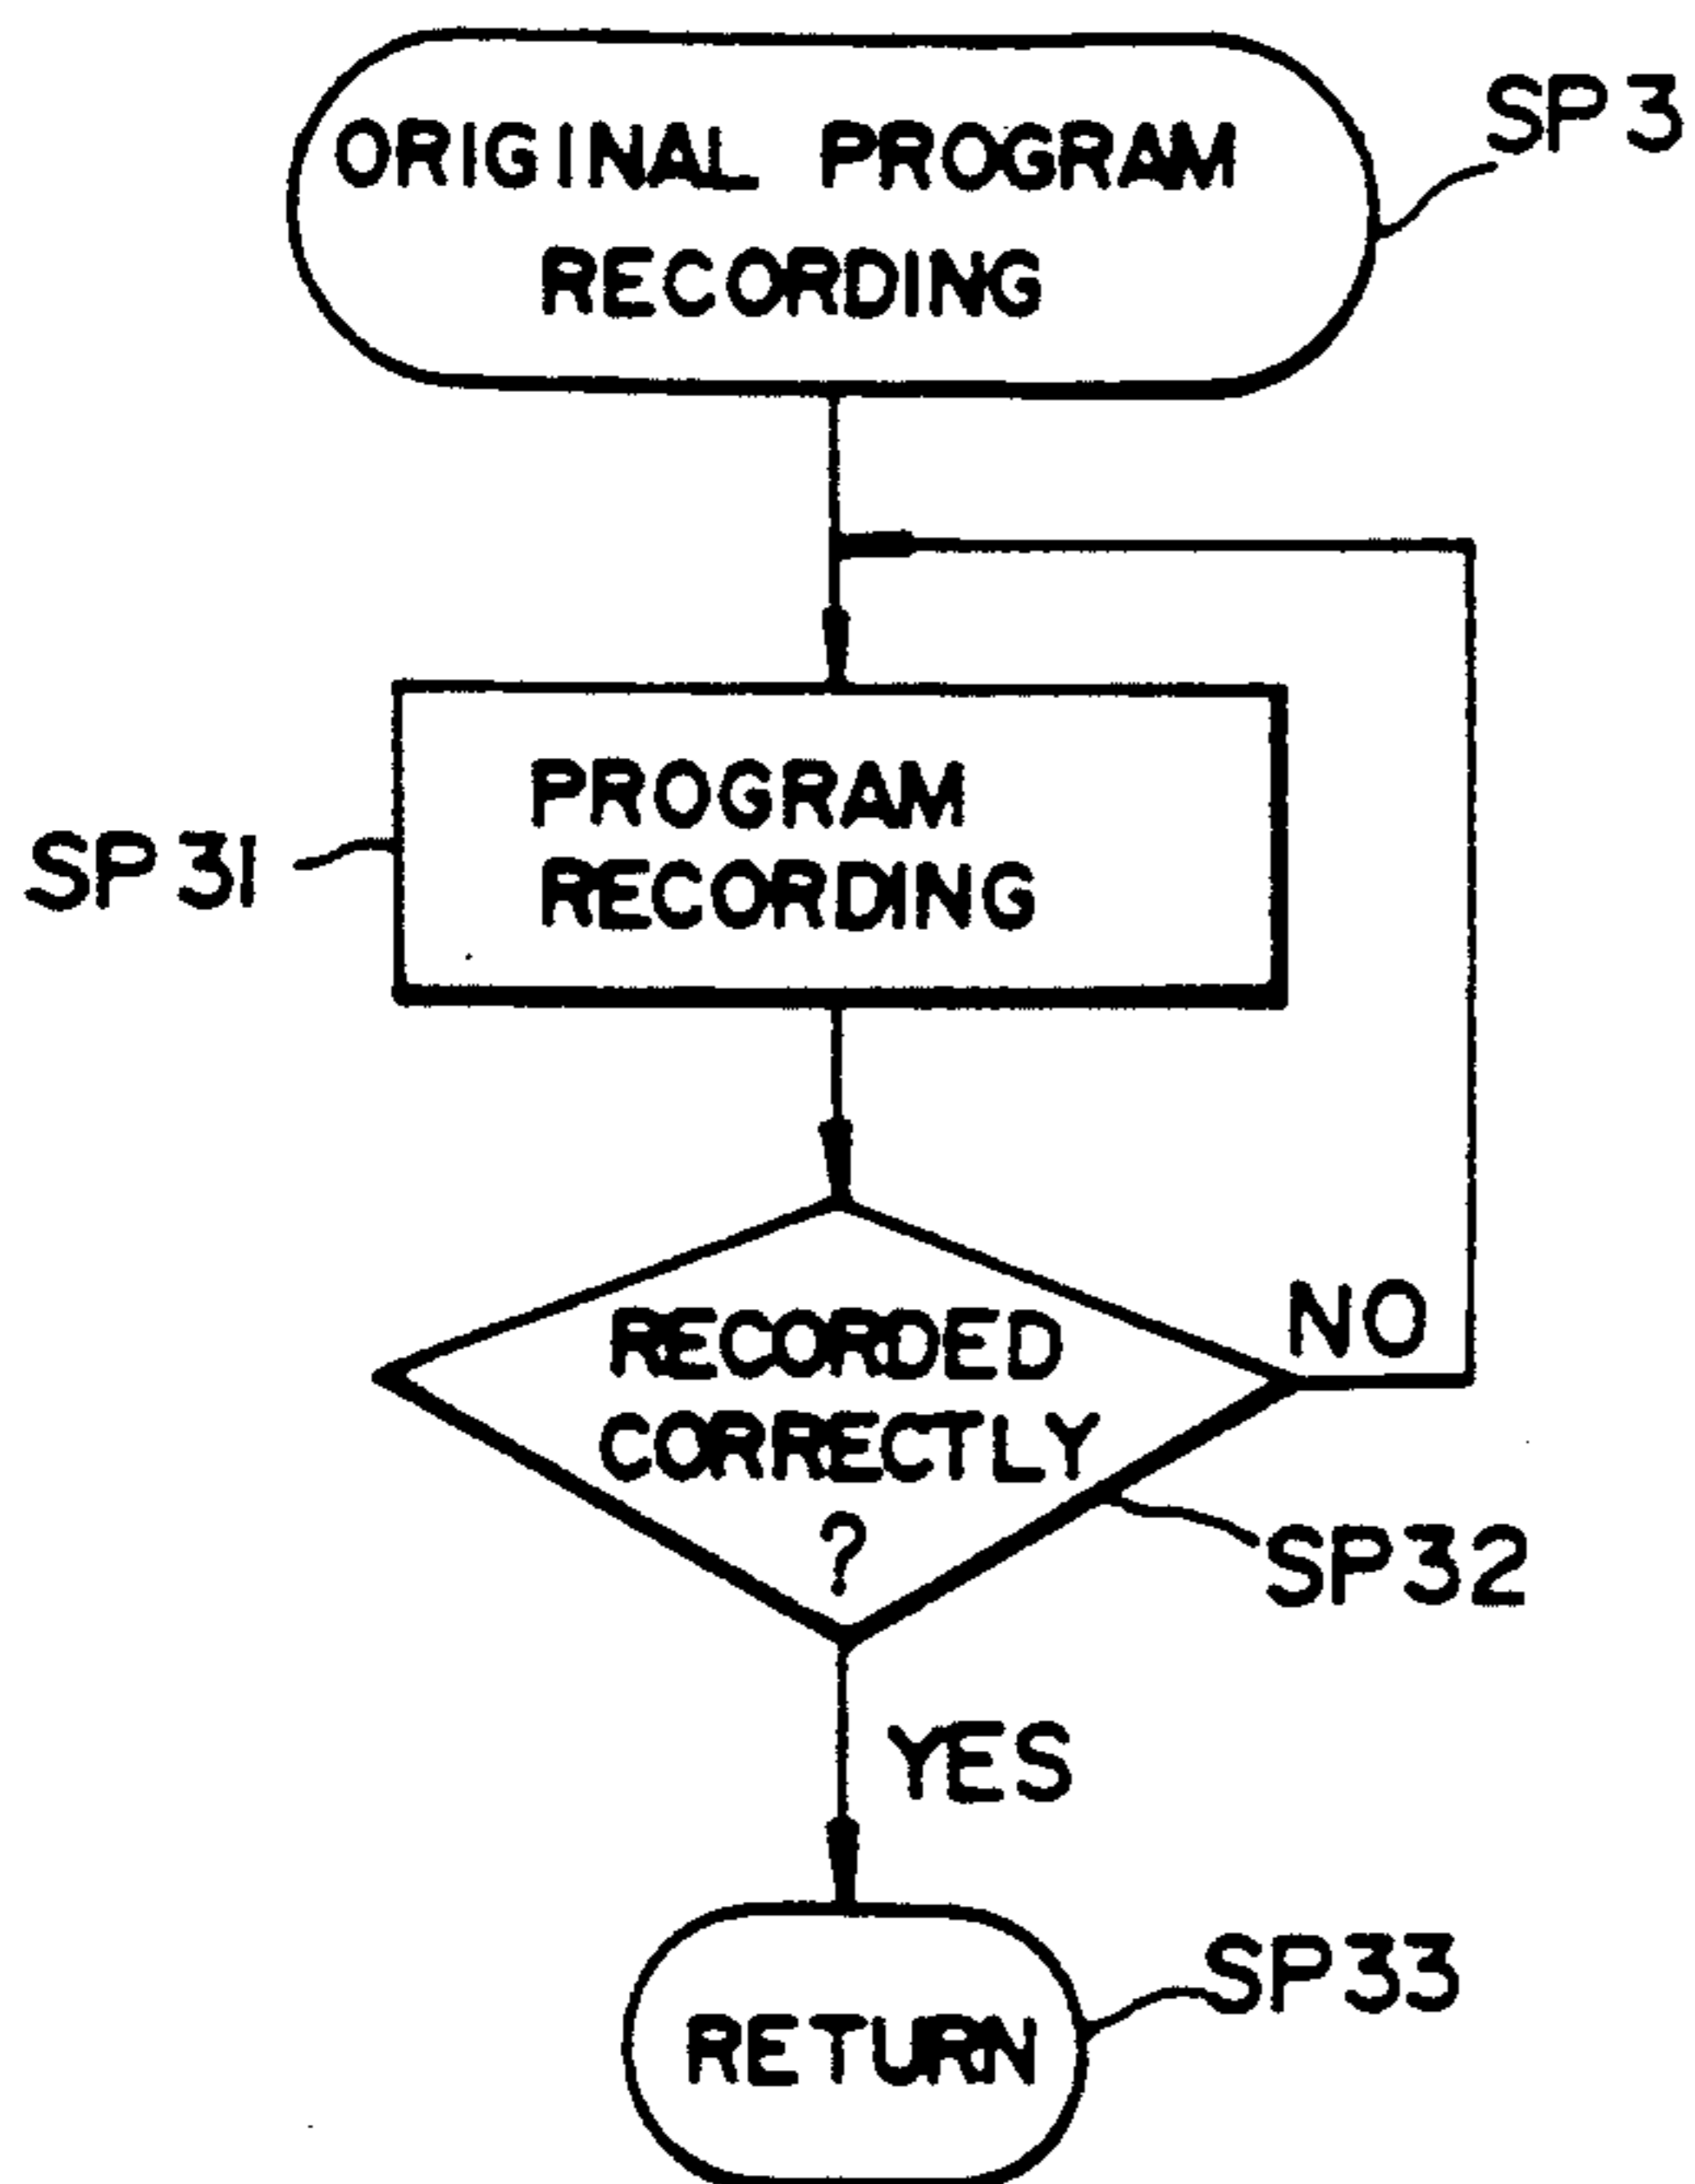 ORIGINAL PROGRAM
RECORDING
SP3
PROGRAM
RECORDING
SP31
RECORDED
CORRECTLY
?
NO
SP32
YES
RETURN
SP33